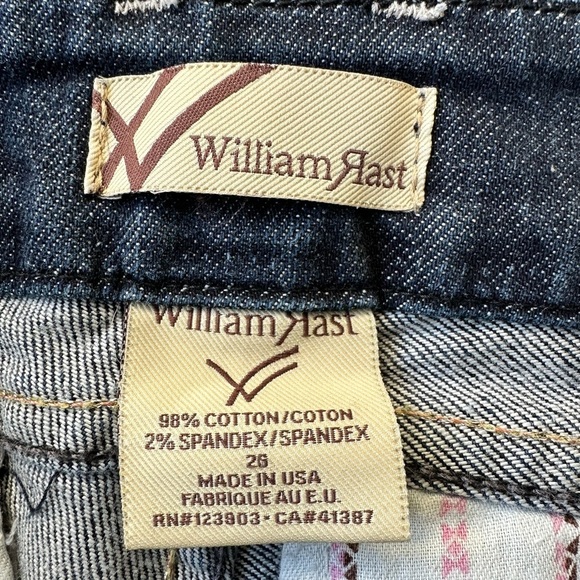 William Rast
William Rast
98% COTTON/COTON
2% SPANDEX/SPANDEX
26
MADE IN USA
FABRIQUE AU E.U.
RN#123903 · CA#41387